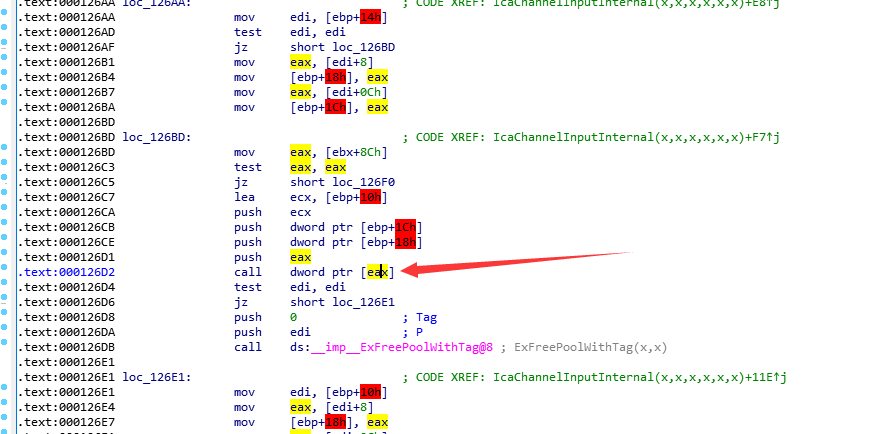 .text:000126AA loc_126AA: ; CODE XREF: IcaChannelInputInternal(x,x,x,x,x,x)+E8↑j
.text:000126AA mov edi, [ebp+14h]
.text:000126AD test edi, edi
.text:000126AF jz short loc_126BD
.text:000126B1 mov eax, [edi+8]
.text:000126B4 mov [ebp+18h], eax
.text:000126B7 mov eax, [edi+0Ch]
.text:000126BA mov [ebp+1Ch], eax
.text:000126BD
.text:000126BD loc_126BD: ; CODE XREF: IcaChannelInputInternal(x,x,x,x,x,x)+F7↑j
.text:000126BD mov eax, [ebx+8Ch]
.text:000126C3 test eax, eax
.text:000126C5 jz short loc_126F0
.text:000126C7 lea ecx, [ebp+10h]
.text:000126CA push ecx
.text:000126CB push dword ptr [ebp+1Ch]
.text:000126CE push dword ptr [ebp+18h]
.text:000126D1 push eax
.text:000126D2 call dword ptr [eax]
.text:000126D4 test edi, edi
.text:000126D6 jz short loc_126E1
.text:000126D8 push 0 ; Tag
.text:000126DA push edi ; P
.text:000126DB call ds:__imp__ExFreePoolWithTag@8 ; ExFreePoolWithTag(x,x)
.text:000126E1
.text:000126E1 loc_126E1: ; CODE XREF: IcaChannelInputInternal(x,x,x,x,x,x)+11E↑j
.text:000126E1 mov edi, [ebp+10h]
.text:000126E4 mov eax, [edi+8]
.text:000126E7 mov [ebp+18h], eax